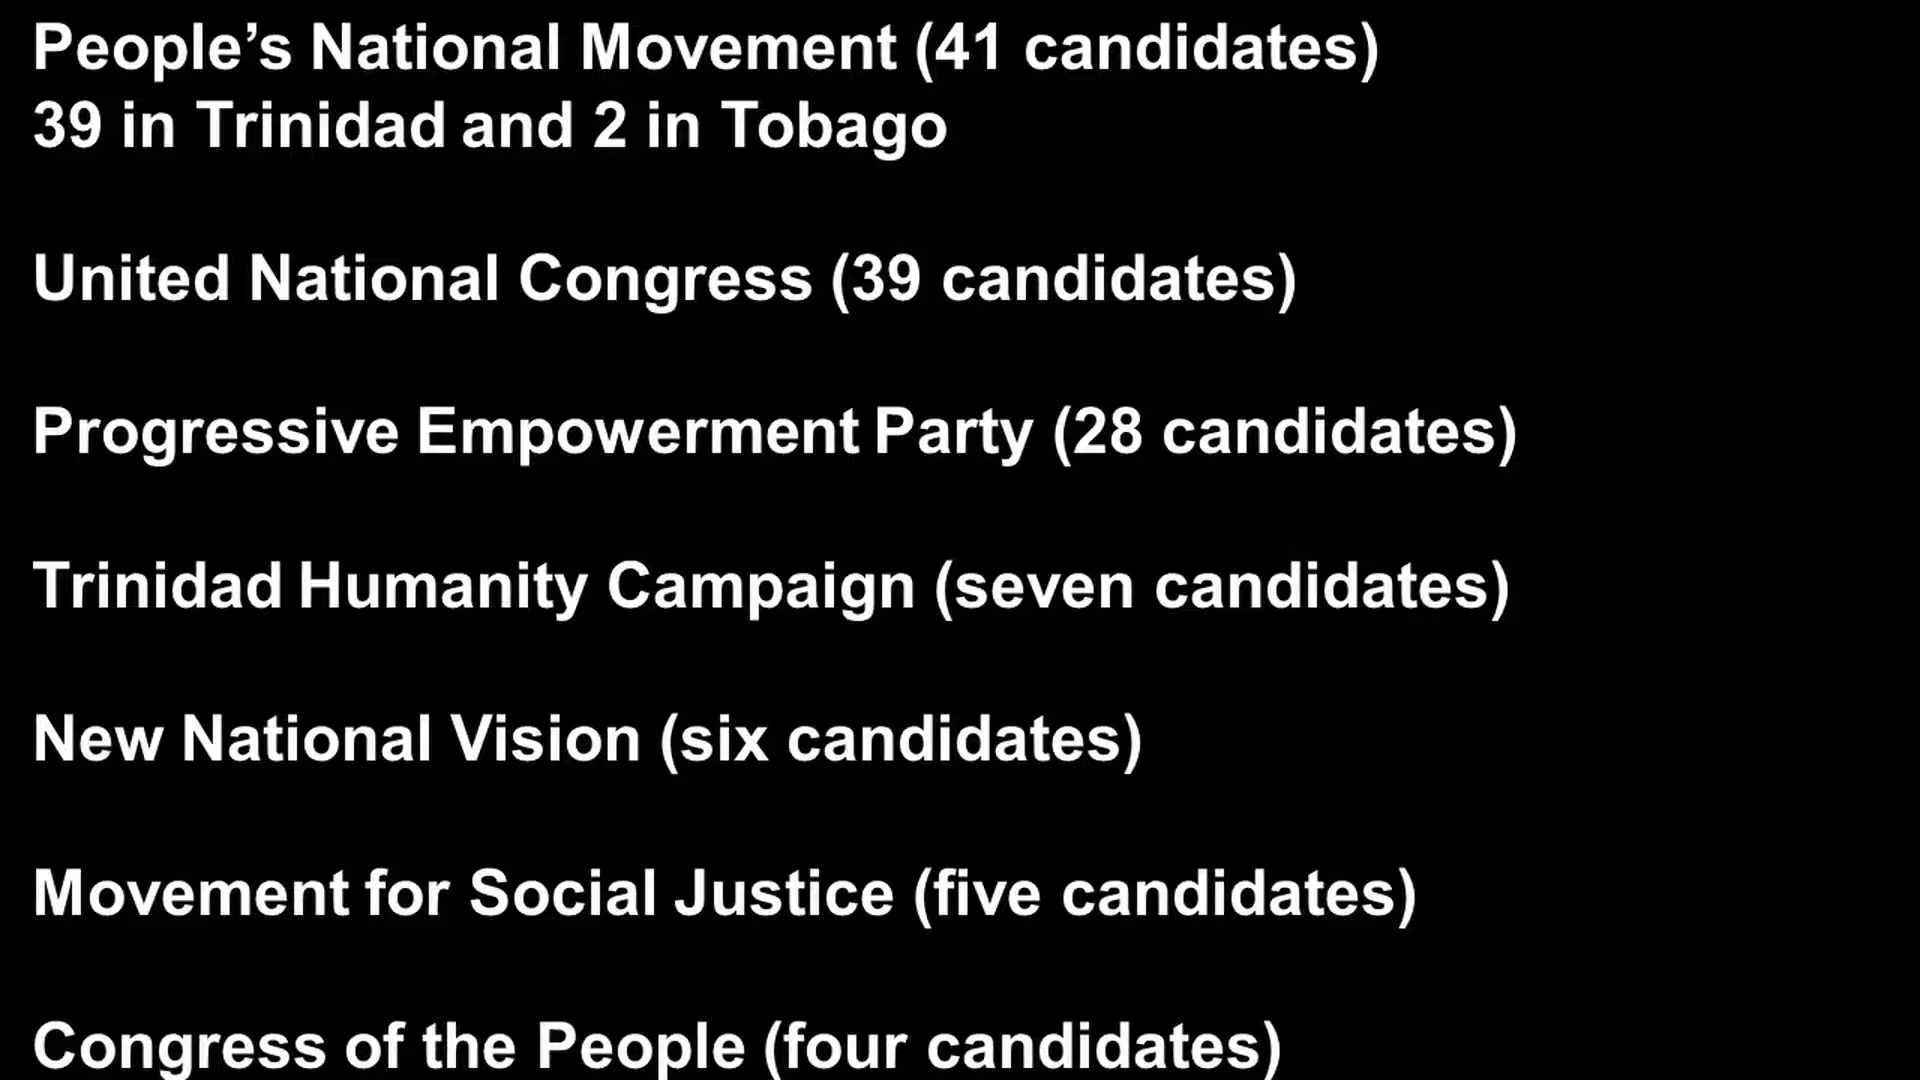 People’s National Movement (41 candidates)
39 in Trinidad and 2 in Tobago
United National Congress (39 candidates)
Progressive Empowerment Party (28 candidates)
Trinidad Humanity Campaign (seven candidates)
New National Vision (six candidates)
Movement for Social Justice (five candidates)
Congress of the People (four candidates)